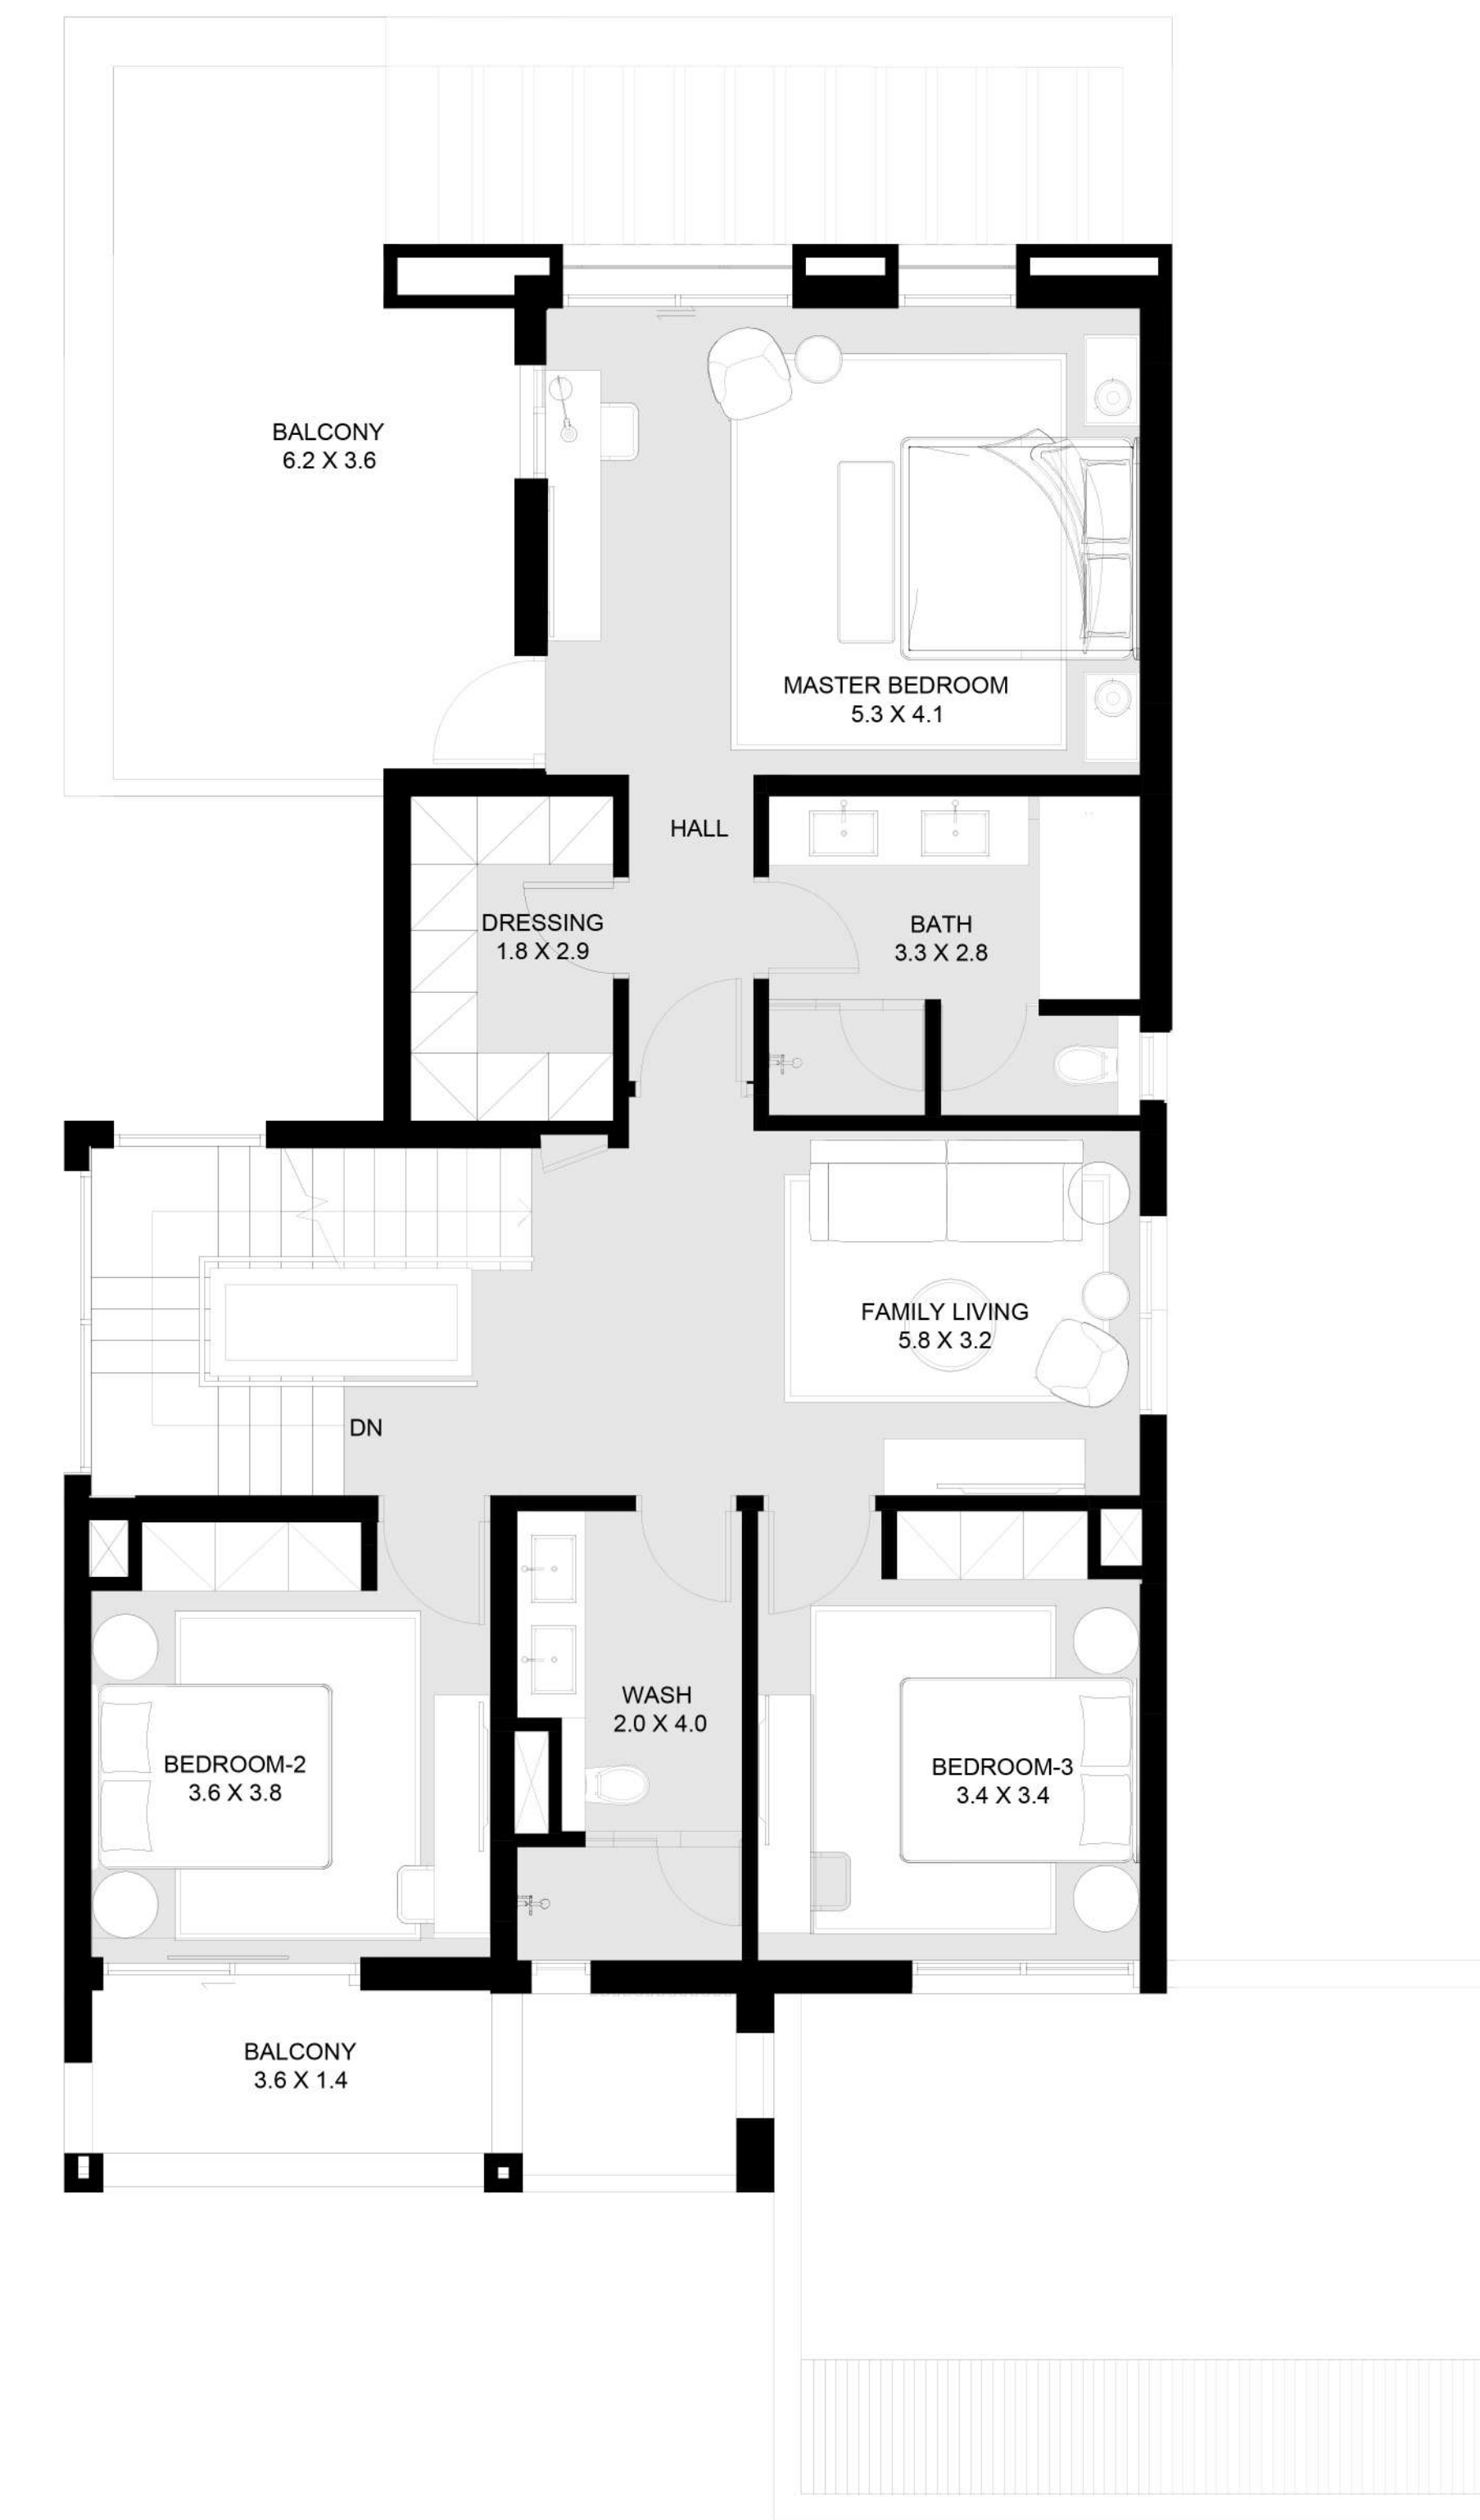 BALCONY
6.2 X 3.6
MASTER BEDROOM
5.3 X 4.1
HALL
DRESSING
1.8 X 2.9
BATH
3.3 X 2.8
FAMILY LIVING
5.8 X 3.2
DN
WASH
2.0 X 4.0
BEDROOM-2
3.6 X 3.8
BEDROOM-3
3.4 X 3.4
BALCONY
3.6 X 1.4